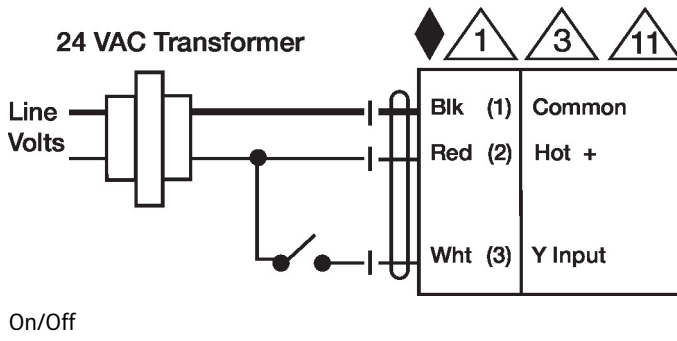 24 VAC Transformer
1
3
11
Line
Volts
Blk (1) Common
Red (2) Hot +
Wht (3) Y Input
On/Off